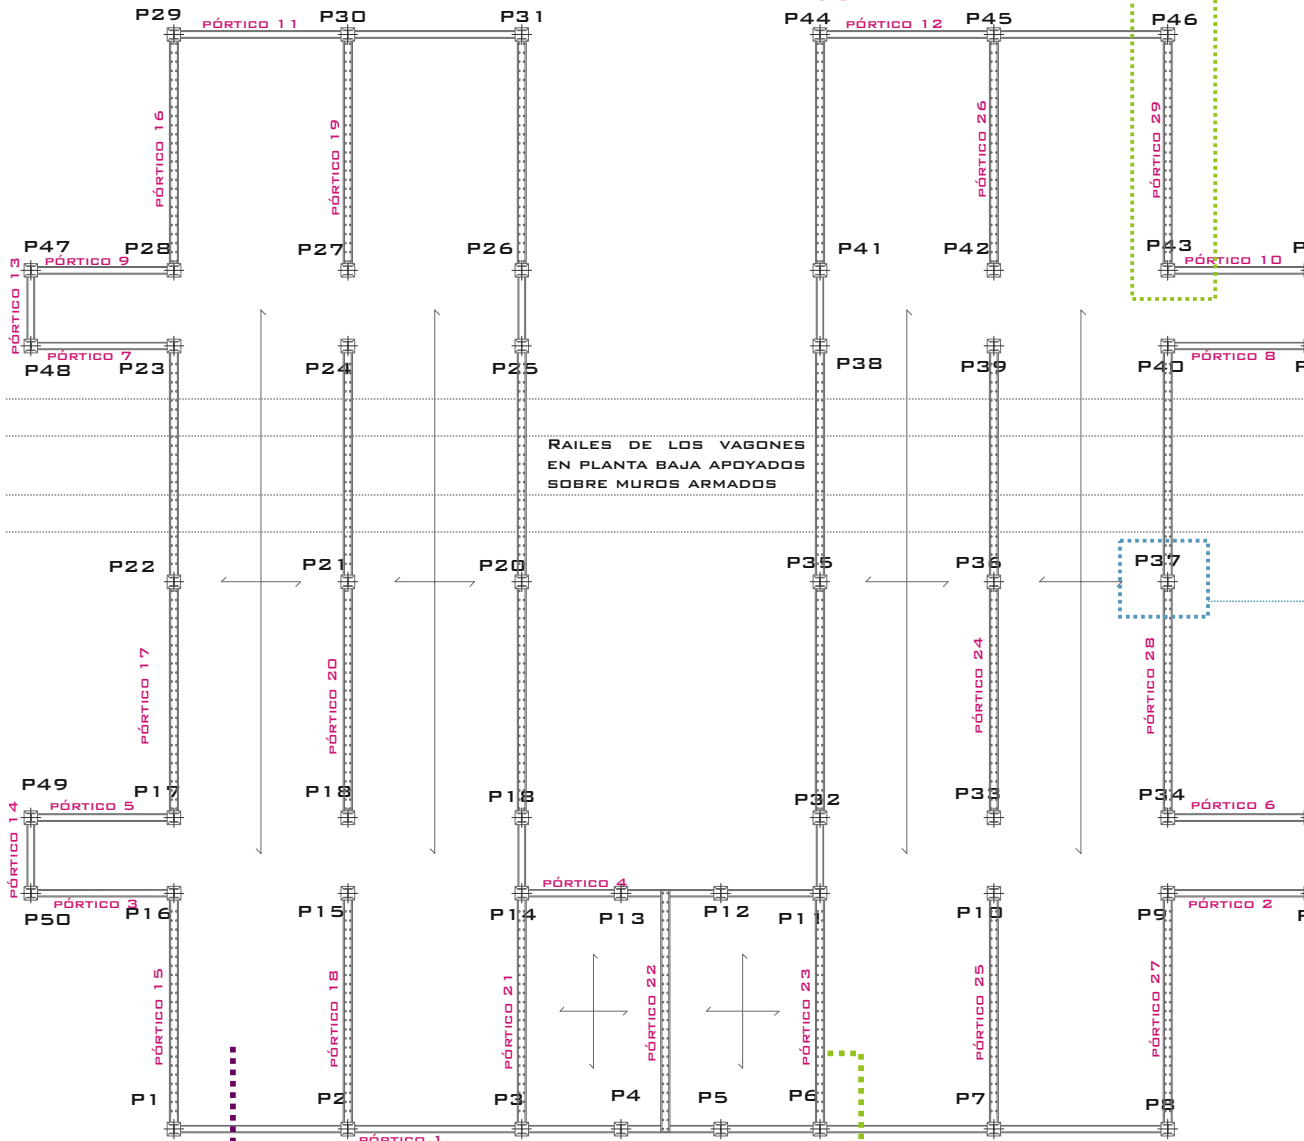 P29 PÓRTICO 11 P30 P31 P44 PÓRTICO 12 P45 P46
PÓRTICO 16 PÓRTICO 19 PÓRTICO 26 PÓRTICO 29
P47 P28 P27 P26 P41 P42 P43
PÓRTICO 9 PÓRTICO 10
PÓRTICO 13
PÓRTICO 7 PÓRTICO 8
P48 P23 P24 P25 P38 P39 P40
RAILES DE LOS VAGONES
EN PLANTA BAJA APOYADOS
SOBRE MUROS ARMADOS
P22 P21 P20 P35 P36 P37
PÓRTICO 17 PÓRTICO 20 PÓRTICO 24 PÓRTICO 28
P49 P17 P18 P18 P32 P33 P34
PÓRTICO 5 PÓRTICO 6
PÓRTICO 14
PÓRTICO 4
PÓRTICO 3 PÓRTICO 2
P50 P16 P15 P14 P13 P12 P11 P10 P9
PÓRTICO 15 PÓRTICO 18 PÓRTICO 21 PÓRTICO 22 PÓRTICO 23 PÓRTICO 25 PÓRTICO 27
P1 P2 P3 P4 P5 P6 P7 P8
PÓRTICO 1